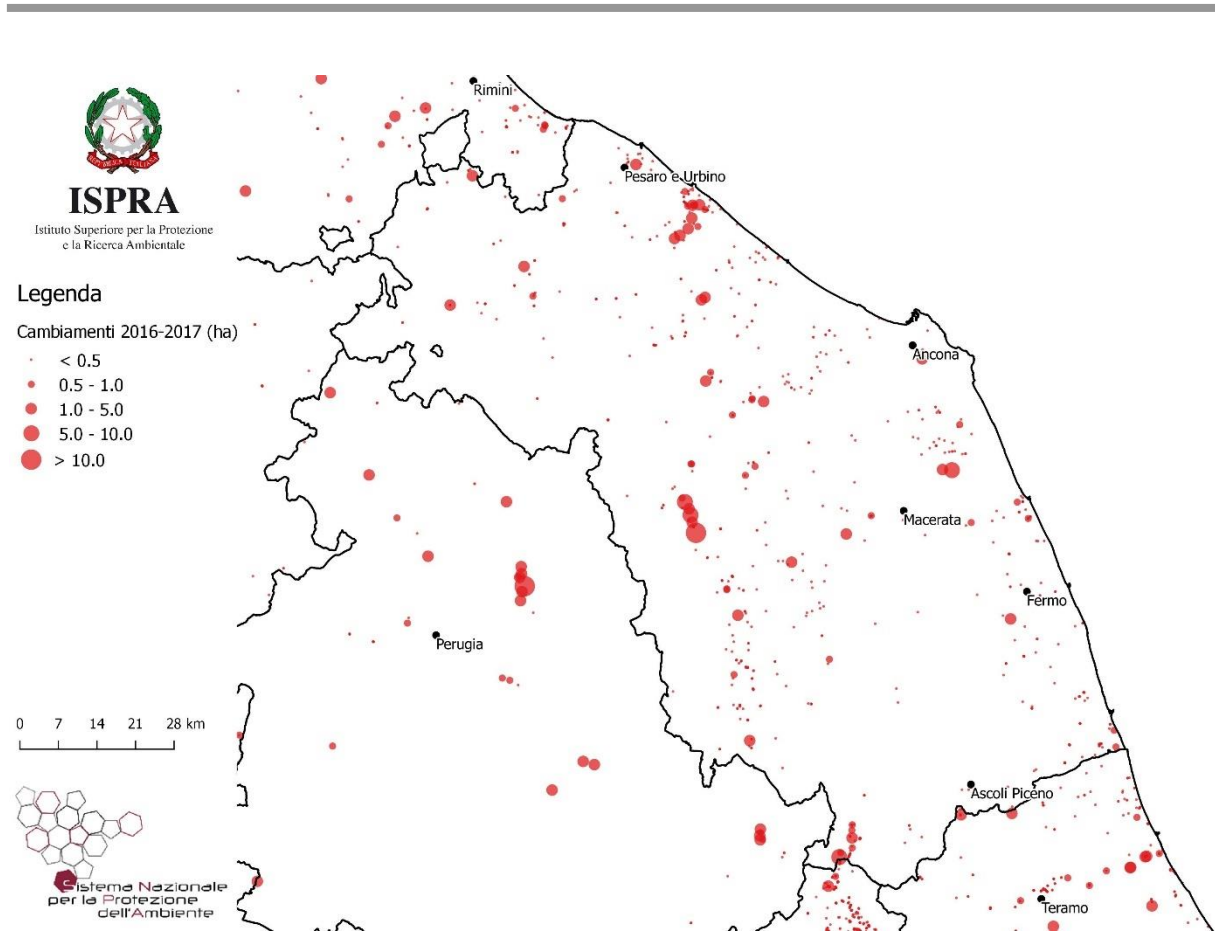 ISPRA
Istituto Superiore per la Protezione
e la Ricerca Ambientale
Legenda
Cambiamenti 2016-2017 (ha)
< 0.5
0.5 - 1.0
1.0 - 5.0
5.0 - 10.0
> 10.0
0 7 14 21 28 km
Sistema Nazionale
per la Protezione
dell'Ambiente
Rimini
Pesaro e Urbino
Ancona
Macerata
Fermo
Perugia
Ascoli Piceno
Teramo